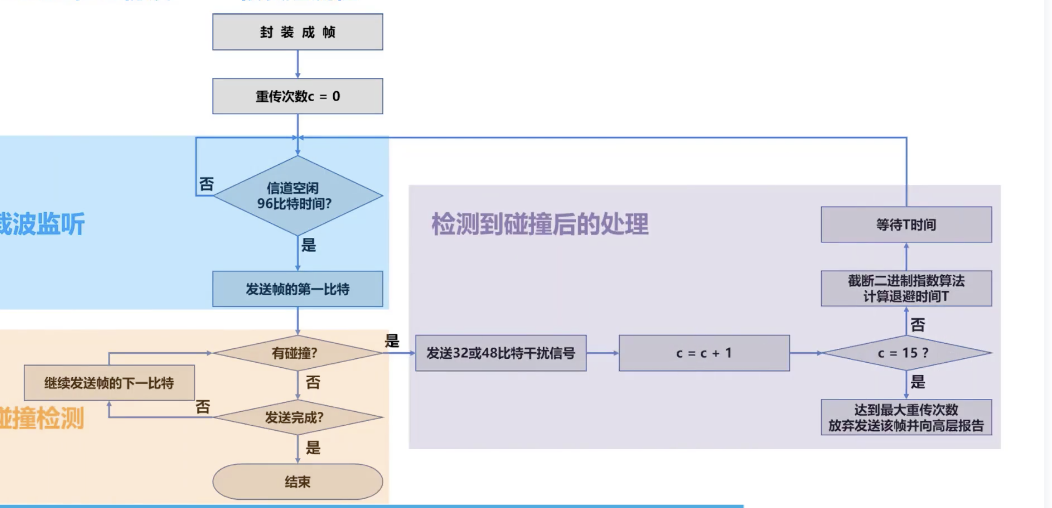 封 装 成 帧
重传次数c = 0
否
信道空闲
96比特时间?
是
载波监听
发送帧的第一比特
检测到碰撞后的处理
等待T时间
截断二进制指数算法
计算退避时间T
否
有碰撞?
是
发送32或48比特干扰信号
c = c + 1
c = 15 ?
否
继续发送帧的下一比特
是
否
发送完成?
碰撞检测
达到最大重传次数
放弃发送该帧并向高层报告
是
结束